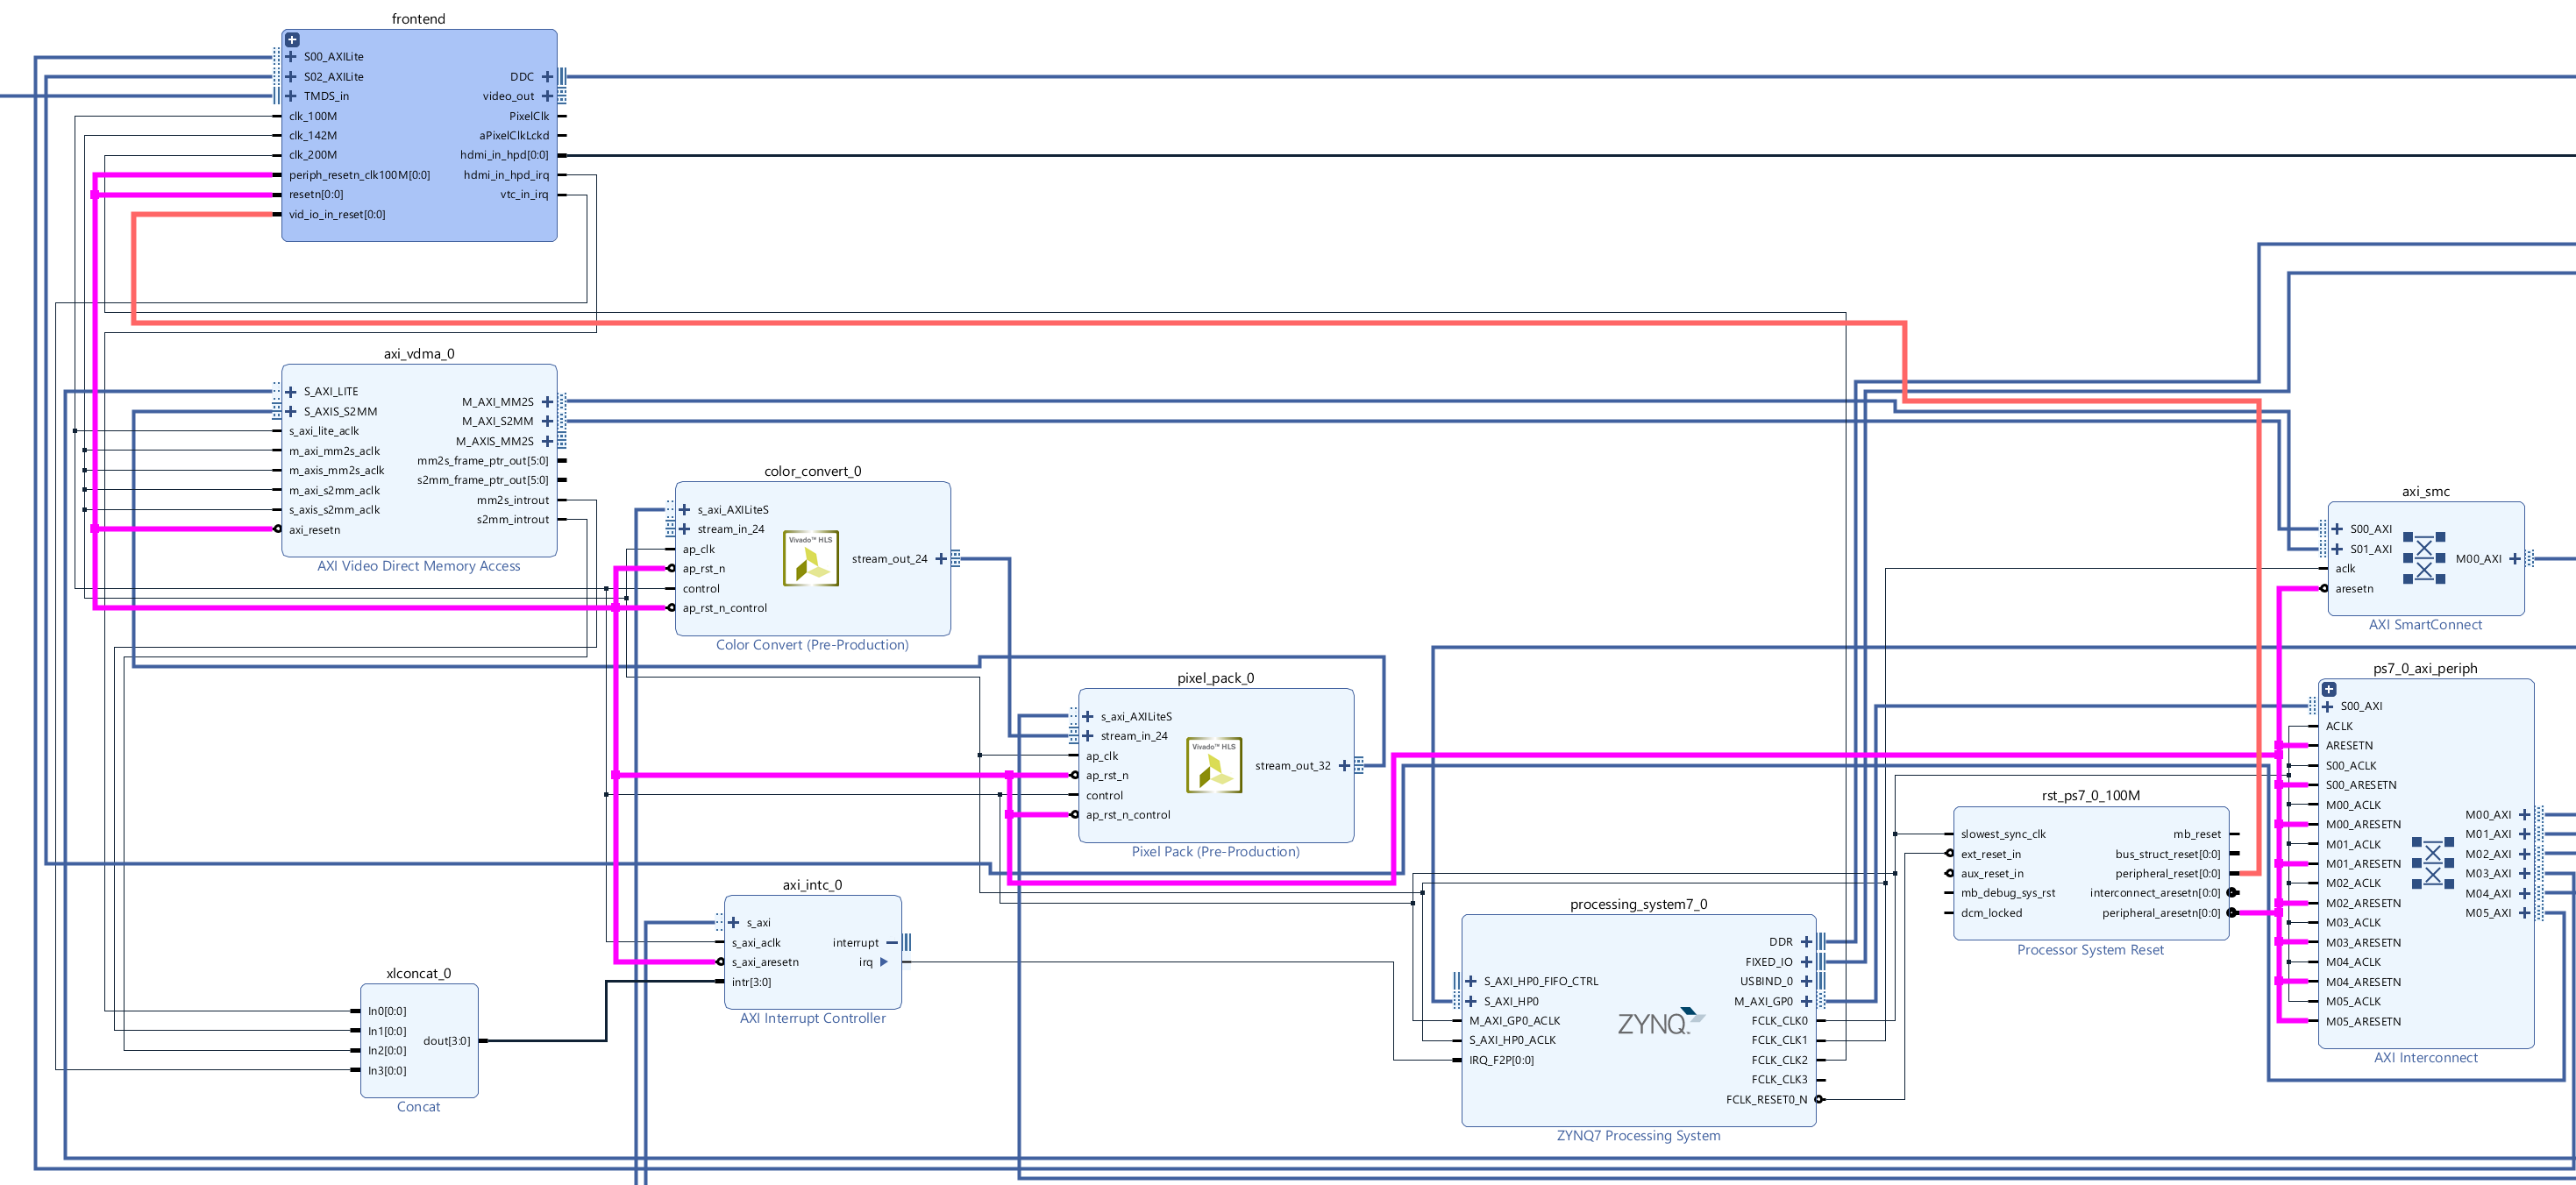 frontend
S00_AXILite
S02_AXILite
TMDS_in
clk_100M
clk_142M
clk_200M
periph_resetn_clk100M[0:0]
resetn[0:0]
vid_io_in_reset[0:0]
DDC
video_out
PixelClk
aPixelClkLckd
hdmi_in_hpd[0:0]
hdmi_in_hpd_irq
vtc_in_irq
axi_vdma_0
S_AXI_LITE
S_AXIS_S2MM
s_axi_lite_aclk
m_axi_mm2s_aclk
m_axis_mm2s_aclk
m_axi_s2mm_aclk
s_axis_s2mm_aclk
axi_resetn
M_AXI_MM2S
M_AXI_S2MM
M_AXIS_MM2S
mm2s_frame_ptr_out[5:0]
s2mm_frame_ptr_out[5:0]
mm2s_introut
s2mm_introut
AXI Video Direct Memory Access
color_convert_0
s_axi_AXILiteS
stream_in_24
ap_clk
ap_rst_n
control
ap_rst_n_control
Vivado™ HLS
stream_out_24
Color Convert (Pre-Production)
pixel_pack_0
s_axi_AXILiteS
stream_in_24
ap_clk
ap_rst_n
control
ap_rst_n_control
Vivado™ HLS
stream_out_32
Pixel Pack (Pre-Production)
axi_intc_0
s_axi
s_axi_aclk
s_axi_aresetn
intr[3:0]
interrupt
irq
AXI Interrupt Controller
xlconcat_0
In0[0:0]
In1[0:0]
In2[0:0]
In3[0:0]
dout[3:0]
Concat
processing_system7_0
S_AXI_HP0_FIFO_CTRL
S_AXI_HP0
M_AXI_GP0_ACLK
S_AXI_HP0_ACLK
IRQ_F2P[0:0]
ZYNQ
DDR
FIXED_IO
USBIND_0
M_AXI_GP0
FCLK_CLK0
FCLK_CLK1
FCLK_CLK2
FCLK_CLK3
FCLK_RESET0_N
ZYNQ7 Processing System
rst_ps7_0_100M
slowest_sync_clk
ext_reset_in
aux_reset_in
mb_debug_sys_rst
dcm_locked
mb_reset
bus_struct_reset[0:0]
peripheral_reset[0:0]
interconnect_aresetn[0:0]
peripheral_aresetn[0:0]
Processor System Reset
axi_smc
S00_AXI
S01_AXI
aclk
aresetn
M00_AXI
AXI SmartConnect
ps7_0_axi_periph
S00_AXI
ACLK
ARESETN
S00_ACLK
S00_ARESETN
M00_ACLK
M00_ARESETN
M01_ACLK
M01_ARESETN
M02_ACLK
M02_ARESETN
M03_ACLK
M03_ARESETN
M04_ACLK
M04_ARESETN
M05_ACLK
M05_ARESETN
M00_AXI
M01_AXI
M02_AXI
M03_AXI
M04_AXI
M05_AXI
AXI Interconnect